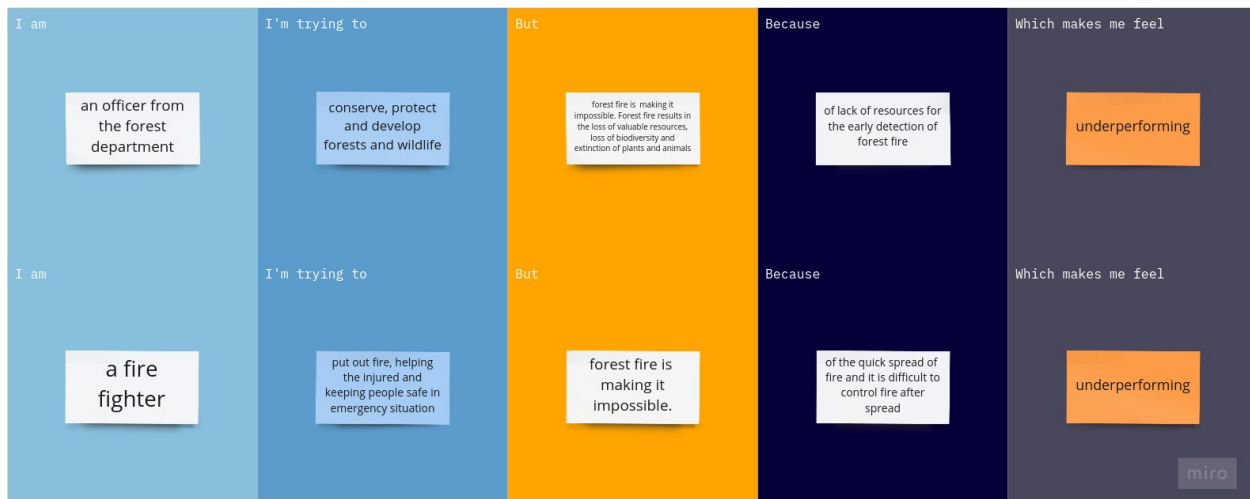 I am
I'm trying to
But
Because
Which makes me feel
an officer from
the forest
department
conserve, protect
and develop
forests and wildlife
forest fire is making it
impossible. Forest fire results in
the loss of valuable resources,
loss of biodiversity and
extinction of plants and animals
of lack of resources for
the early detection of
forest fire
underperforming
I am
I'm trying to
But
Because
Which makes me feel
a fire
fighter
put out fire, helping
the injured and
keeping people safe in
emergency situation
forest fire is
making it
impossible.
of the quick spread of
fire and it is difficult to
control fire after
spread
underperforming
miro